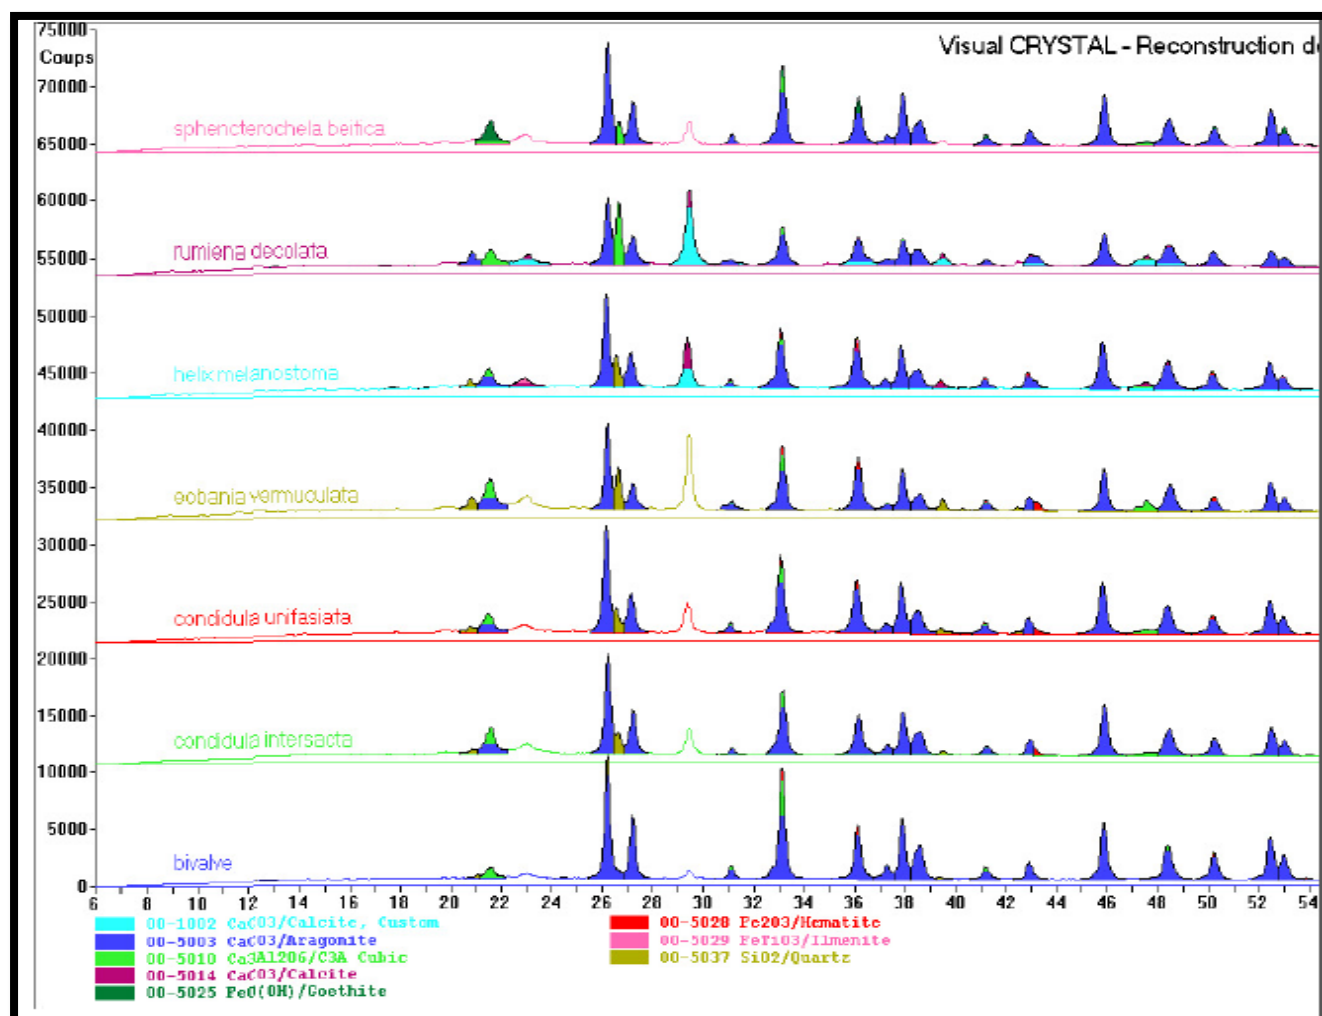 75000
Coups
Visual CRYSTAL - Reconstruction de
70000
sphencterochela beitica
65000
60000
rumiena decolata
55000
50000
helix melanostoma
45000
40000
eobania vermuculata
35000
30000
condidula unifasiata
25000
20000
condidula intersacta
15000
10000
5000
bivalve
0
6 8 10 12 14 16 18 20 22 24 26 28 30 32 34 36 38 40 42 44 46 48 50 52 54
00-1002 CaCO3/Calcite, Custom
00-5003 CaCO3/Aragonite
00-5010 Ca3Al2O6/C3A Cubic
00-5014 CaCO3/Calcite
00-5025 FeO(OH)/Goethite
00-5028 Fe2O3/Hematite
00-5029 FeTiO3/Ilmenite
00-5037 SiO2/Quartz